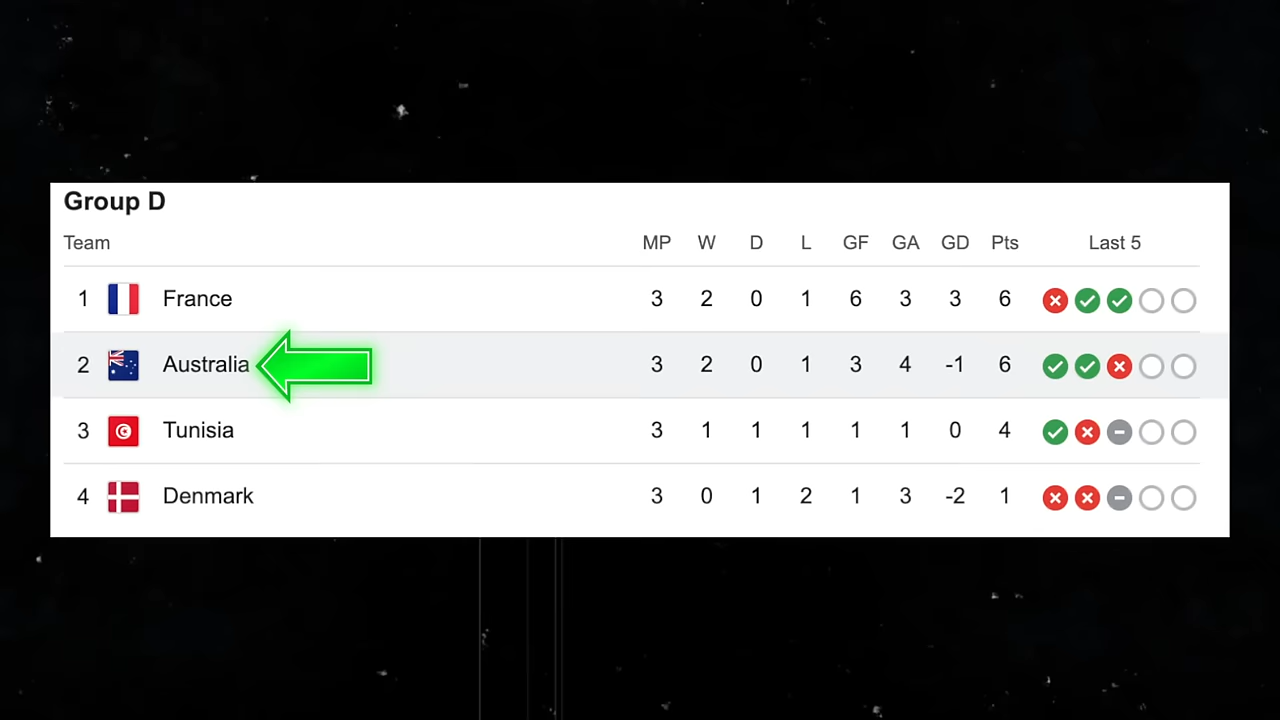 Group D
Team MP W D L GF GA GD Pts Last 5
1 France 3 2 0 1 6 3 3 6
2 Australia 3 2 0 1 3 4 -1 6
3 Tunisia 3 1 1 1 1 1 0 4
4 Denmark 3 0 1 2 1 3 -2 1